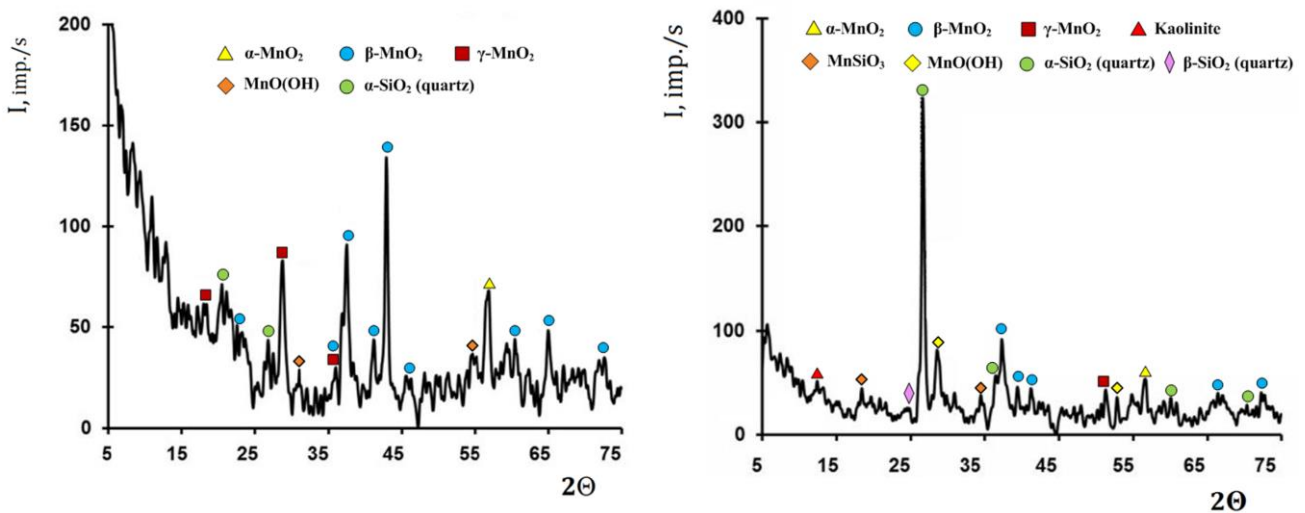 200
150
100
50
0
I, imp./s
α-MnO₂ β-MnO₂ γ-MnO₂
MnO(OH) α-SiO₂ (quartz)
5 15 25 35 45 55 65 75
2Θ
400
300
200
100
0
I, imp./s
α-MnO₂ β-MnO₂ γ-MnO₂ Kaolinite
MnSiO₃ MnO(OH) α-SiO₂ (quartz) β-SiO₂ (quartz)
5 15 25 35 45 55 65 75
2Θ